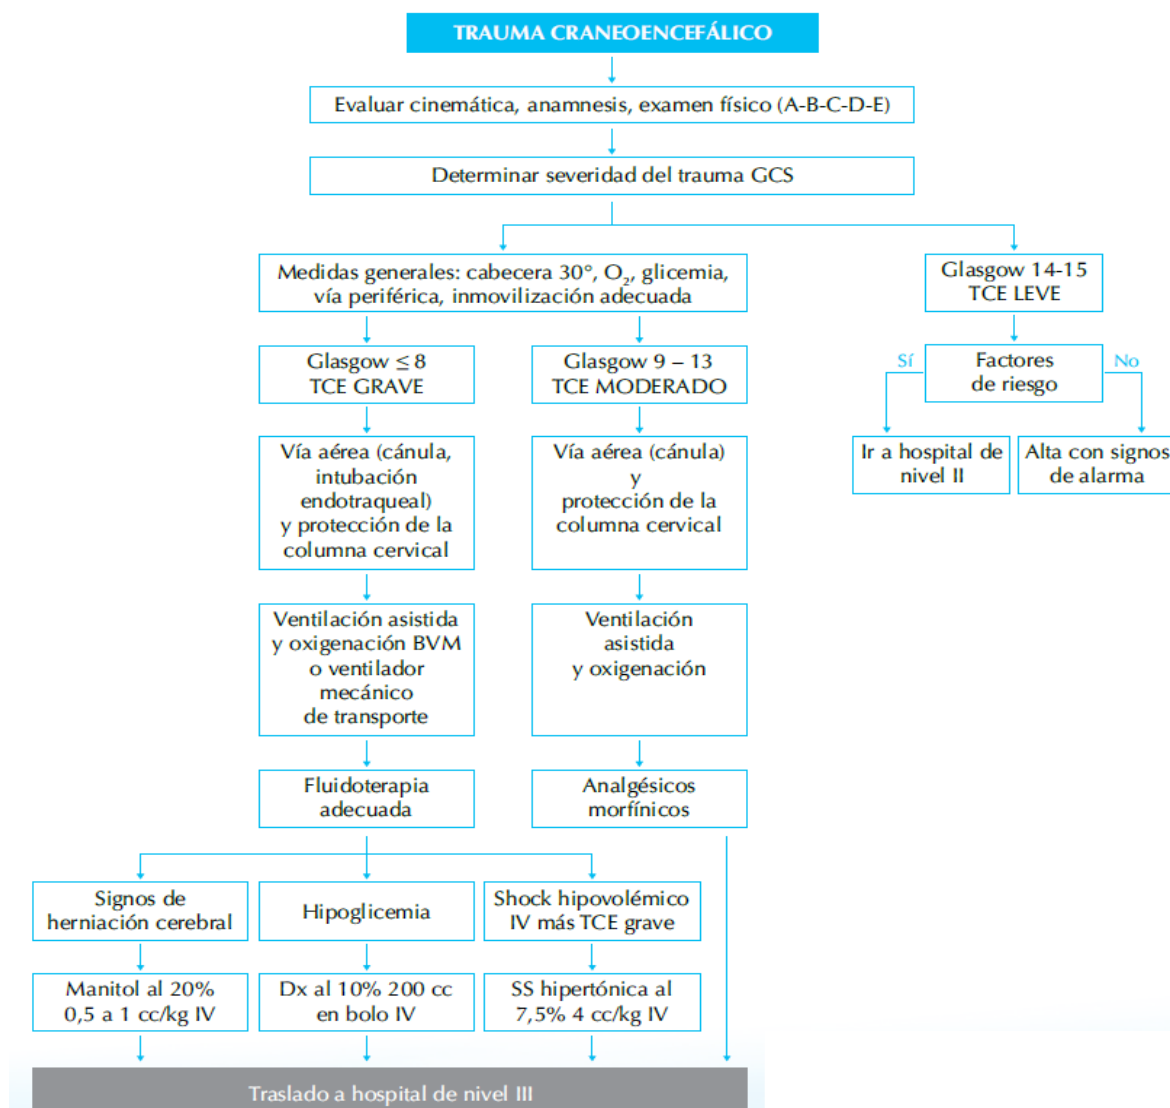 TRAUMA CRANEOENCEFÁLICO
Evaluar cinemática, anamnesis, examen físico (A-B-C-D-E)
Determinar severidad del trauma GCS
Medidas generales: cabecera 30°, O₂, glicemia,
vía periférica, inmovilización adecuada
Glasgow 14-15
TCE LEVE
Glasgow ≤ 8
TCE GRAVE
Glasgow 9 – 13
TCE MODERADO
Sí
Factores
de riesgo
No
Vía aérea (cánula,
intubación
endotraqueal)
y protección de la
columna cervical
Vía aérea (cánula)
y
protección de la
columna cervical
Ir a hospital de
nivel II
Alta con signos
de alarma
Ventilación asistida
y oxigenación BVM
o ventilador
mecánico
de transporte
Ventilación
asistida
y oxigenación
Fluidoterapia
adecuada
Analgésicos
morfínicos
Signos de
herniación cerebral
Hipoglicemia
Shock hipovolémico
IV más TCE grave
Manitol al 20%
0,5 a 1 cc/kg IV
Dx al 10% 200 cc
en bolo IV
SS hipertónica al
7,5% 4 cc/kg IV
Traslado a hospital de nivel III